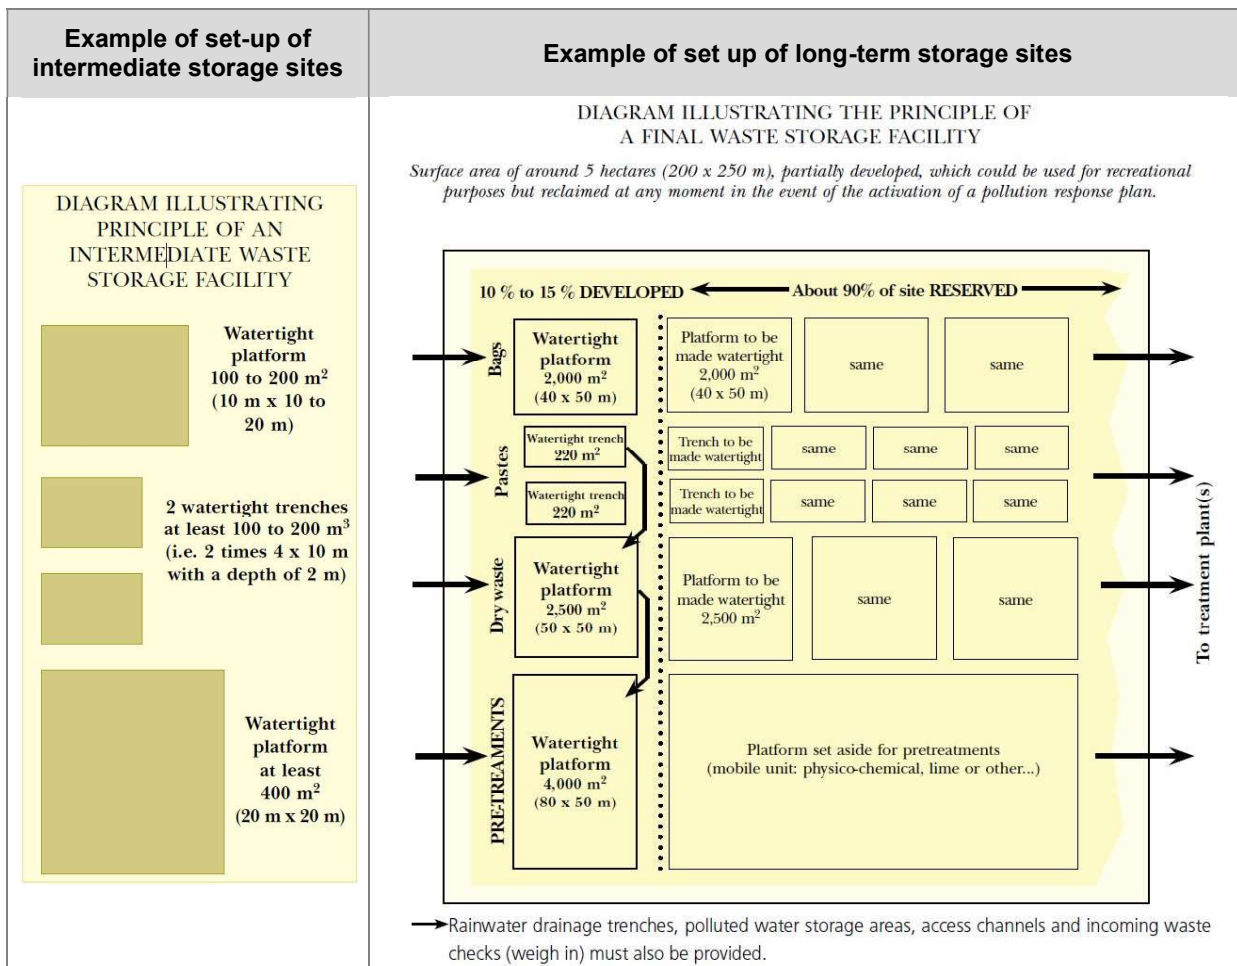 Example of set-up of
intermediate storage sites
Example of set up of long-term storage sites
DIAGRAM ILLUSTRATING
PRINCIPLE OF AN
INTERMEDIATE WASTE
STORAGE FACILITY
Watertight
platform
100 to 200 m²
(10 m x 10 to
20 m)
2 watertight trenches
at least 100 to 200 m³
(i.e. 2 times 4 x 10 m
with a depth of 2 m)
Watertight
platform
at least
400 m²
(20 m x 20 m)
DIAGRAM ILLUSTRATING THE PRINCIPLE OF
A FINAL WASTE STORAGE FACILITY
Surface area of around 5 hectares (200 x 250 m), partially developed, which could be used for recreational
purposes but reclaimed at any moment in the event of the activation of a pollution response plan.
10 % to 15 % DEVELOPED
About 90% of site RESERVED
Bags
Watertight
platform
2,000 m²
(40 x 50 m)
Platform to be
made watertight
2,000 m²
(40 x 50 m)
same
same
Pastes
Watertight trench
220 m²
Trench to be
made watertight
same
same
same
Watertight trench
220 m²
Trench to be
made watertight
same
same
same
Dry waste
Watertight
platform
2,500 m²
(50 x 50 m)
Platform to be
made watertight
2,500 m²
same
same
PRE-TREAMENTS
Watertight
platform
4,000 m²
(80 x 50 m)
Platform set aside for pretreatments
(mobile unit: physico-chemical, lime or other...)
To treatment plant(s)
Rainwater drainage trenches, polluted water storage areas, access channels and incoming waste
checks (weigh in) must also be provided.